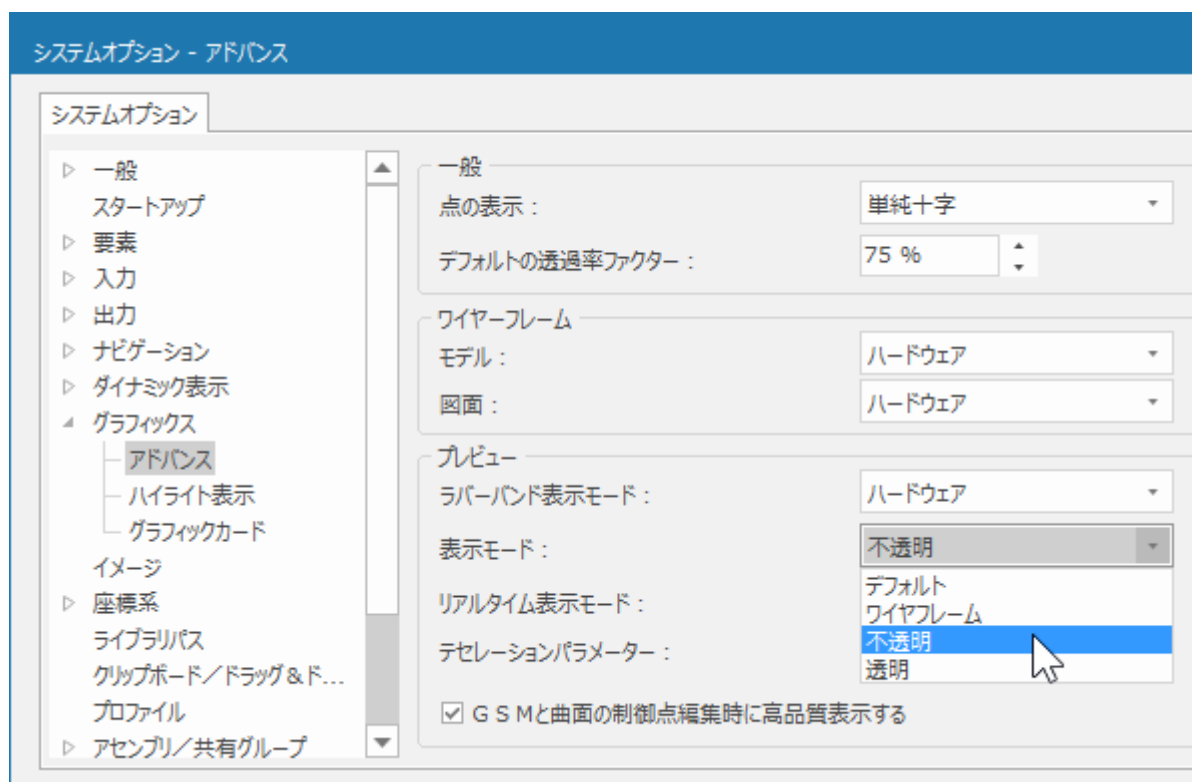 システムオプション - アドバンス
システムオプション
一般
スタートアップ
要素
入力
出力
ナビゲーション
ダイナミック表示
グラフィックス
アドバンス
ハイライト表示
グラフィックカード
イメージ
座標系
ライブラリパス
クリップボード／ドラッグ＆ド...
プロファイル
アセンブリ／共有グループ
一般
点の表示 : 単純十字
デフォルトの透過率ファクター : 75 %
ワイヤーフレーム
モデル : ハードウェア
図面 : ハードウェア
プレビュー
ラバーバンド表示モード : ハードウェア
表示モード : 不透明
デフォルト
ワイヤフレーム
不透明
透明
リアルタイム表示モード :
テセレーションパラメーター :
ＧＳＭと曲面の制御点編集時に高品質表示する